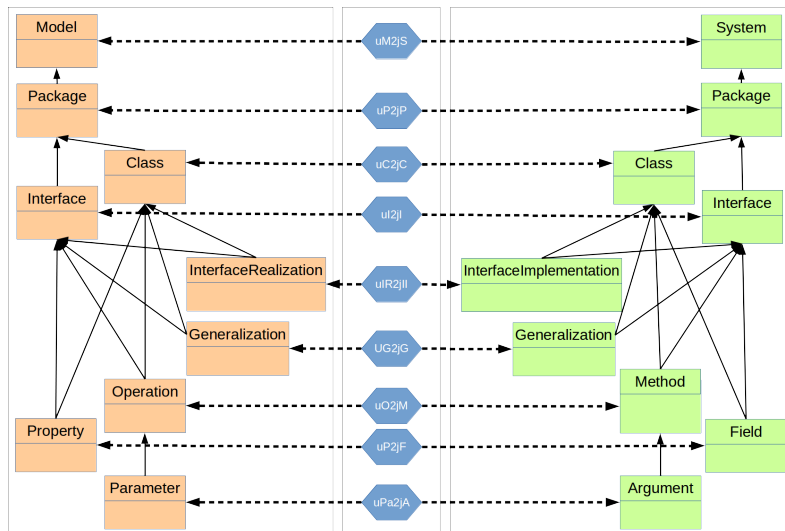 Model
uM2jS
System
Package
uP2jP
Package
Class
uC2jC
Class
Interface
uI2jI
Interface
InterfaceRealization
uIR2jII
InterfaceImplementation
Generalization
UG2jG
Generalization
Operation
uO2jM
Method
Property
uP2jF
Field
Parameter
uPa2jA
Argument